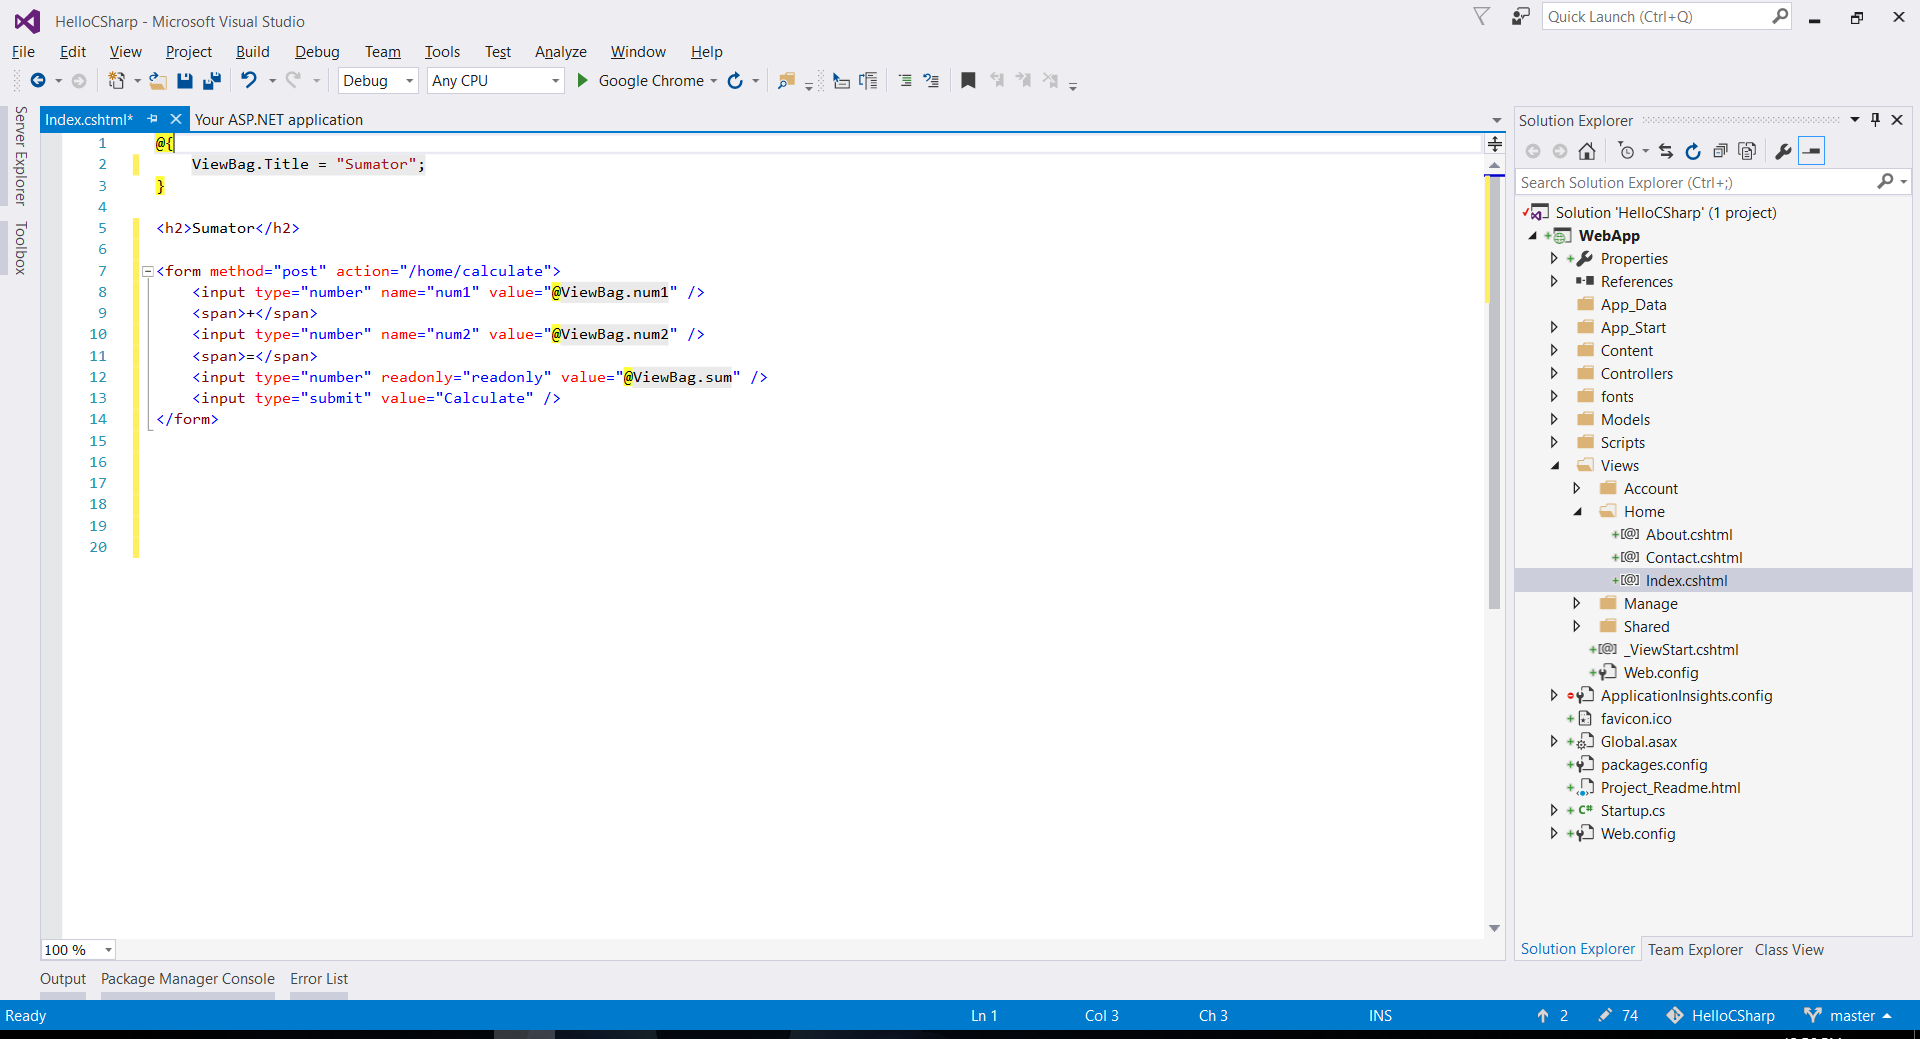 HelloCSharp - Microsoft Visual Studio
Quick Launch (Ctrl+Q)
File Edit View Project Build Debug Team Tools Test Analyze Window Help
Debug Any CPU Google Chrome
Server Explorer
Toolbox
Index.cshtml* Your ASP.NET application
1 @{
2 ViewBag.Title = "Sumator";
3 }
4
5 <h2>Sumator</h2>
6
7 <form method="post" action="/home/calculate">
8 <input type="number" name="num1" value="@ViewBag.num1" />
9 <span>+</span>
10 <input type="number" name="num2" value="@ViewBag.num2" />
11 <span>=</span>
12 <input type="number" readonly="readonly" value="@ViewBag.sum" />
13 <input type="submit" value="Calculate" />
14 </form>
15
16
17
18
19
20
100 %
Solution Explorer
Search Solution Explorer (Ctrl+;)
Solution 'HelloCSharp' (1 project)
WebApp
Properties
References
App_Data
App_Start
Content
Controllers
fonts
Models
Scripts
Views
Account
Home
About.cshtml
Contact.cshtml
Index.cshtml
Manage
Shared
_ViewStart.cshtml
Web.config
ApplicationInsights.config
favicon.ico
Global.asax
packages.config
Project_Readme.html
Startup.cs
Web.config
Solution Explorer Team Explorer Class View
Output Package Manager Console Error List
Ready Ln 1 Col 3 Ch 3 INS 2 74 HelloCSharp master